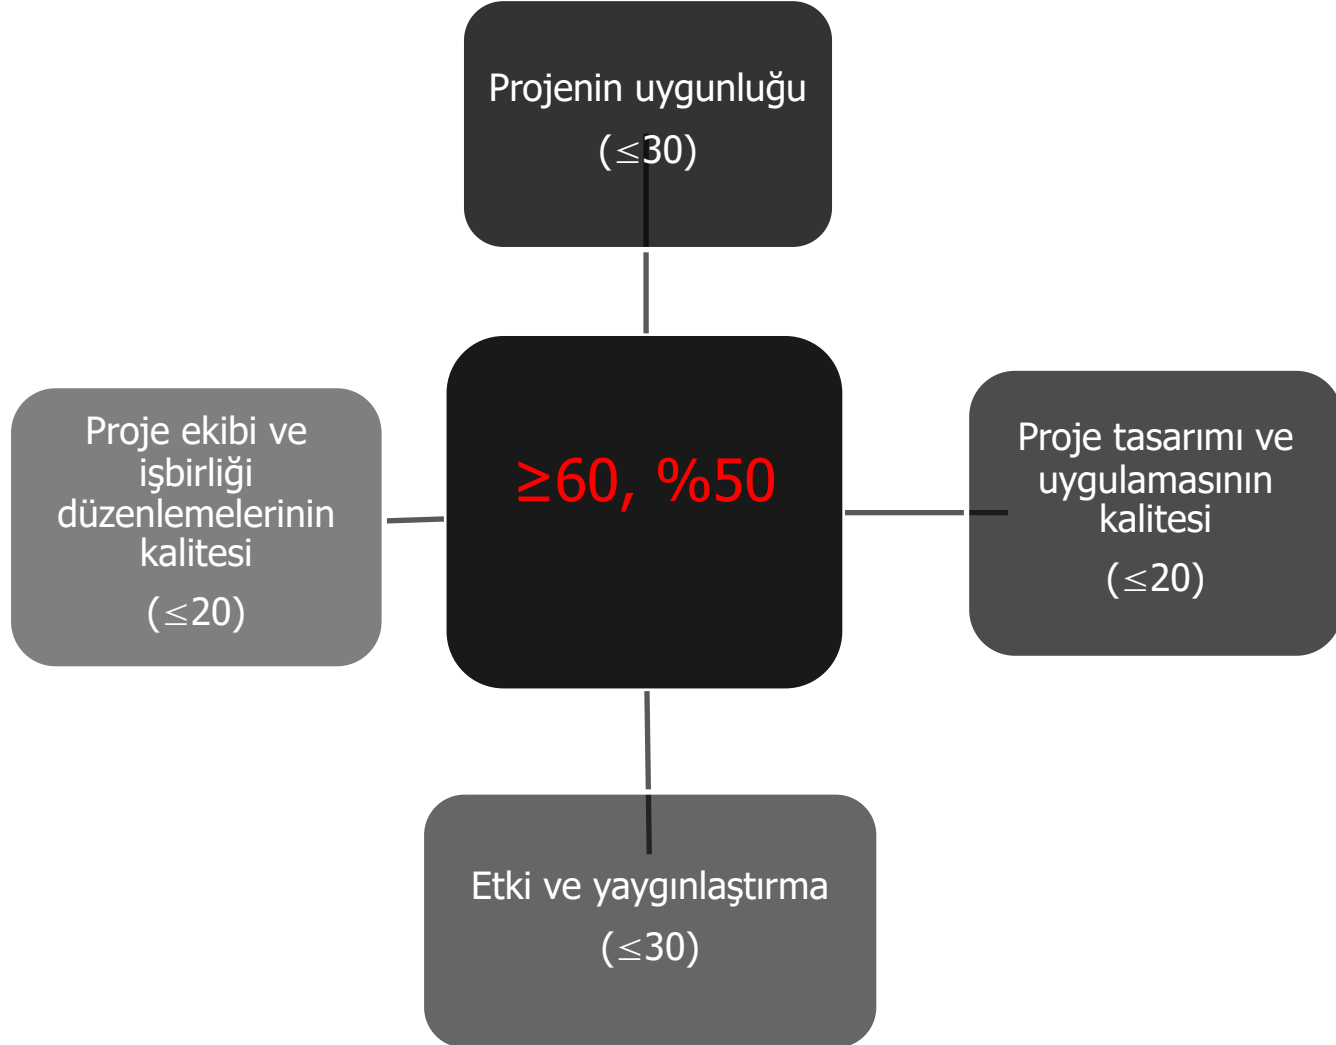 Projenin uygunluğu
(≤30)
Proje ekibi ve
işbirliği
düzenlemelerinin
kalitesi
(≤20)
≥60, %50
Proje tasarımı ve
uygulamasının
kalitesi
(≤20)
Etki ve yaygınlaştırma
(≤30)